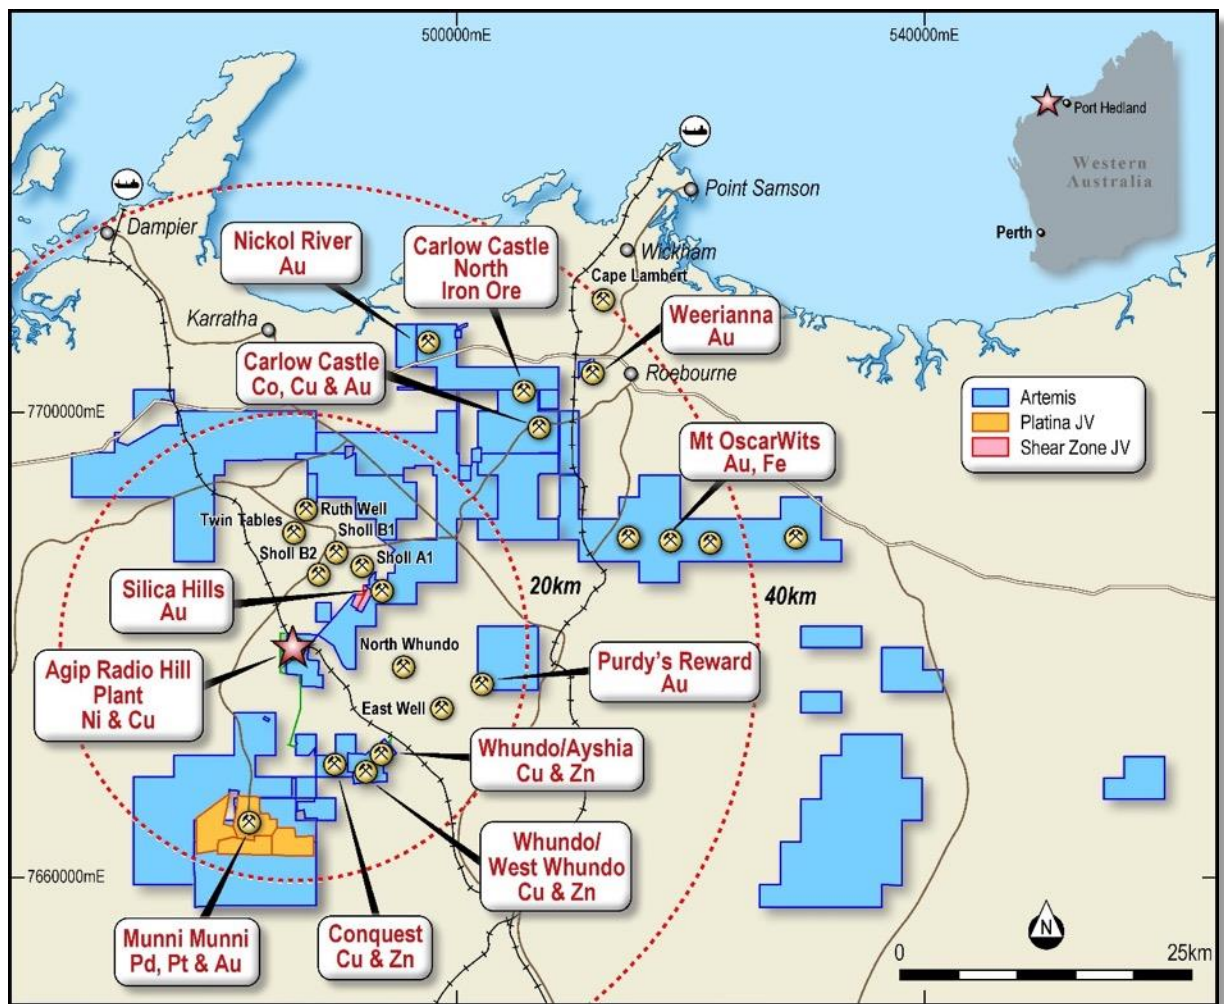 500000mE
540000mE
Port Hedland
Western
Australia
Perth
Point Samson
Dampier
Nickol River
Au
Carlow Castle
North
Iron Ore
Wickham
Cape Lambert
Karratha
Weerianna
Au
Carlow Castle
Co, Cu & Au
Roebourne
7700000mE
Artemis
Platina JV
Shear Zone JV
Mt OscarWits
Au, Fe
Ruth Well
Twin Tables
Sholl B1
Sholl B2
Sholl A1
Silica Hills
Au
20km
40km
North Whundo
Agip Radio Hill
Plant
Ni & Cu
Purdy's Reward
Au
East Well
Whundo/Ayshia
Cu & Zn
Whundo/
West Whundo
Cu & Zn
7660000mE
Munni Munni
Pd, Pt & Au
Conquest
Cu & Zn
N
0
25km